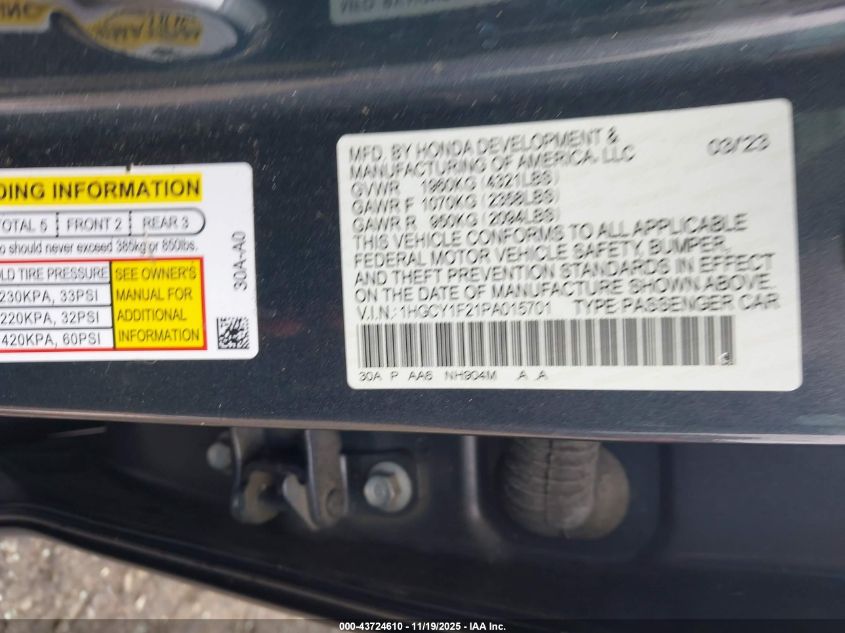 DING INFORMATION
TOTAL 5 FRONT 2 REAR 3
o should never exceed 385kg or 850lbs.
LD TIRE PRESSURE
230KPA, 33PSI
220KPA, 32PSI
420KPA, 60PSI
SEE OWNER'S
MANUAL FOR
ADDITIONAL
INFORMATION
30A-A0
MFD. BY HONDA DEVELOPMENT &
MANUFACTURING OF AMERICA, LLC
03/23
GVWR 1960KG (4321LBS)
GAWR F 1070KG (2358LBS)
GAWR R 950KG (2094LBS)
THIS VEHICLE CONFORMS TO ALL APPLICABLE
FEDERAL MOTOR VEHICLE SAFETY, BUMPER,
AND THEFT PREVENTION STANDARDS IN EFFECT
ON THE DATE OF MANUFACTURE SHOWN ABOVE.
V.I.N.: 1HGCY1F21PA015701 TYPE:PASSENGER CAR
30A P AA6 NH904M A A
000-43724610 - 11/19/2025 - IAA Inc.